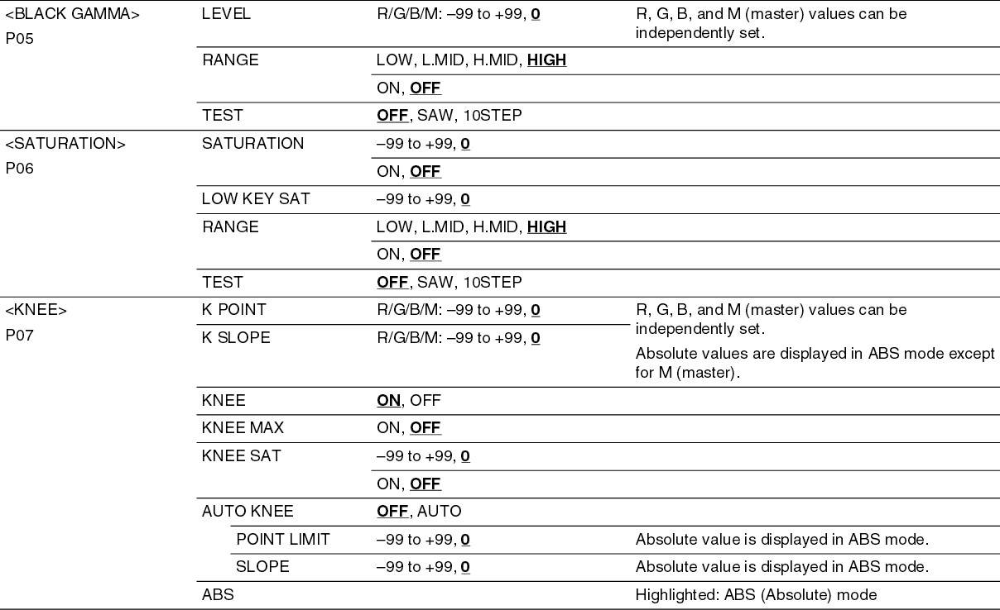 <BLACK GAMMA> LEVEL R/G/B/M: –99 to +99, 0 R, G, B, and M (master) values can be
P05 independently set.
RANGE LOW, L.MID, H.MID, HIGH
ON, OFF
TEST OFF, SAW, 10STEP
<SATURATION> SATURATION –99 to +99, 0
P06 ON, OFF
LOW KEY SAT –99 to +99, 0
RANGE LOW, L.MID, H.MID, HIGH
ON, OFF
TEST OFF, SAW, 10STEP
<KNEE> K POINT R/G/B/M: –99 to +99, 0 R, G, B, and M (master) values can be
independently set.
P07 K SLOPE R/G/B/M: –99 to +99, 0
Absolute values are displayed in ABS mode except
for M (master).
KNEE ON, OFF
KNEE MAX ON, OFF
KNEE SAT –99 to +99, 0
ON, OFF
AUTO KNEE OFF, AUTO
POINT LIMIT –99 to +99, 0 Absolute value is displayed in ABS mode.
SLOPE –99 to +99, 0 Absolute value is displayed in ABS mode.
ABS Highlighted: ABS (Absolute) mode